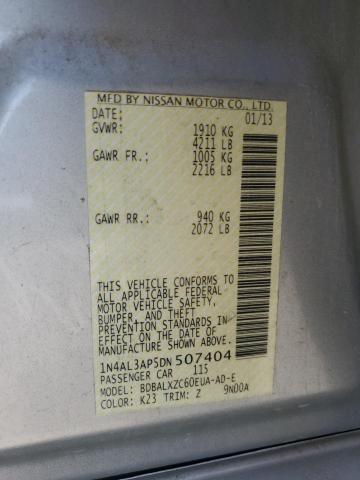 MFD BY NISSAN MOTOR CO., LTD.
DATE: 01/13
GVWR: 1910 KG
4211 LB
GAWR FR.: 1005 KG
2216 LB
GAWR RR.: 940 KG
2072 LB
THIS VEHICLE CONFORMS TO
ALL APPLICABLE FEDERAL
MOTOR VEHICLE SAFETY,
BUMPER, AND THEFT
PREVENTION STANDARDS IN
EFFECT ON THE DATE OF
MANUFACTURE SHOWN ABOVE.
1N4AL3AP5DN507404
PASSENGER CAR 115
MODEL: BDBALXZC60EUA-AD-E
COLOR: K23 TRIM: Z 9N00A